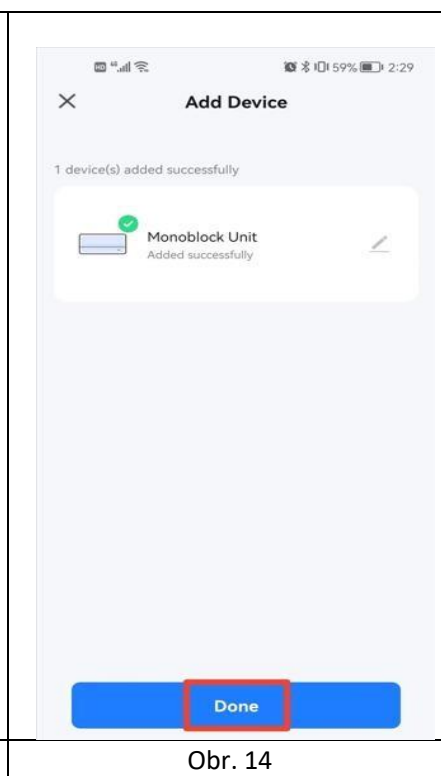 59% 2:29
Add Device
1 device(s) added successfully
Monoblock Unit
Added successfully
Done
Obr. 14